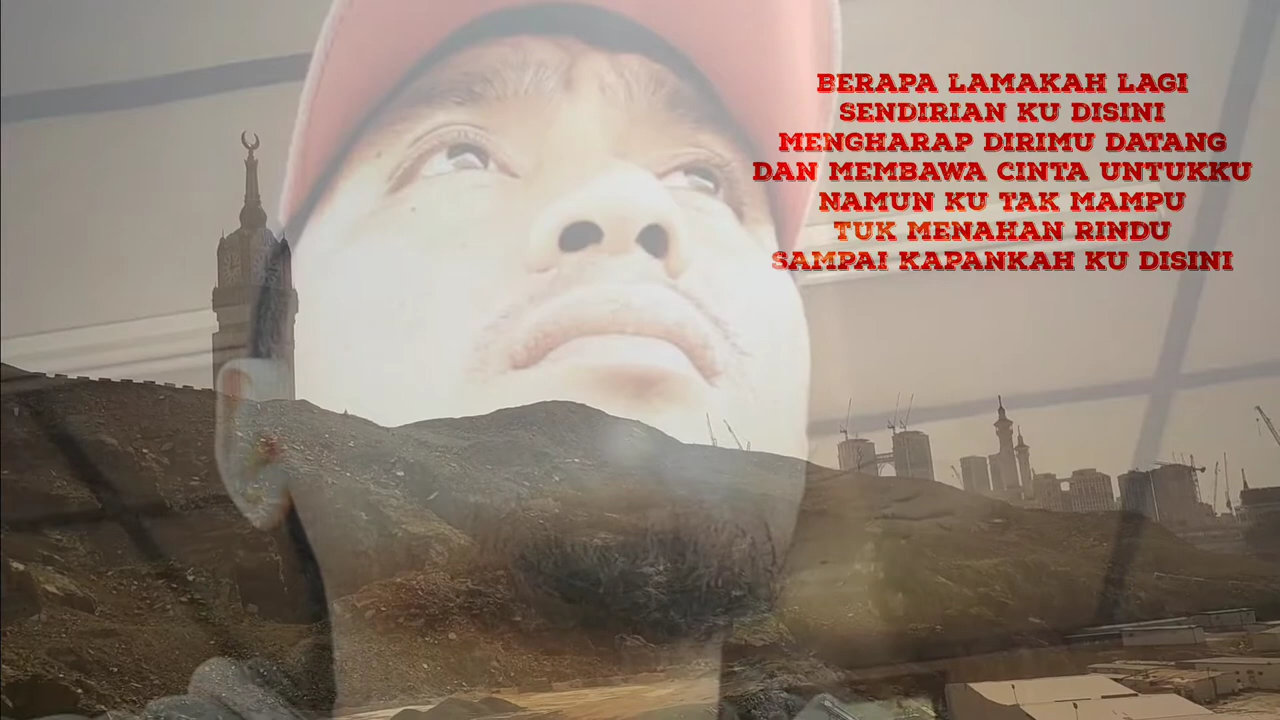 BERAPA LAMAKAH LAGI
SENDIRIAN KU DISINI
MENGHARAP DIRIMU DATANG
DAN MEMBAWA CINTA UNTUKKU
NAMUN KU TAK MAMPU
TUK MENAHAN RINDU
SAMPAI KAPANKAH KU DISINI